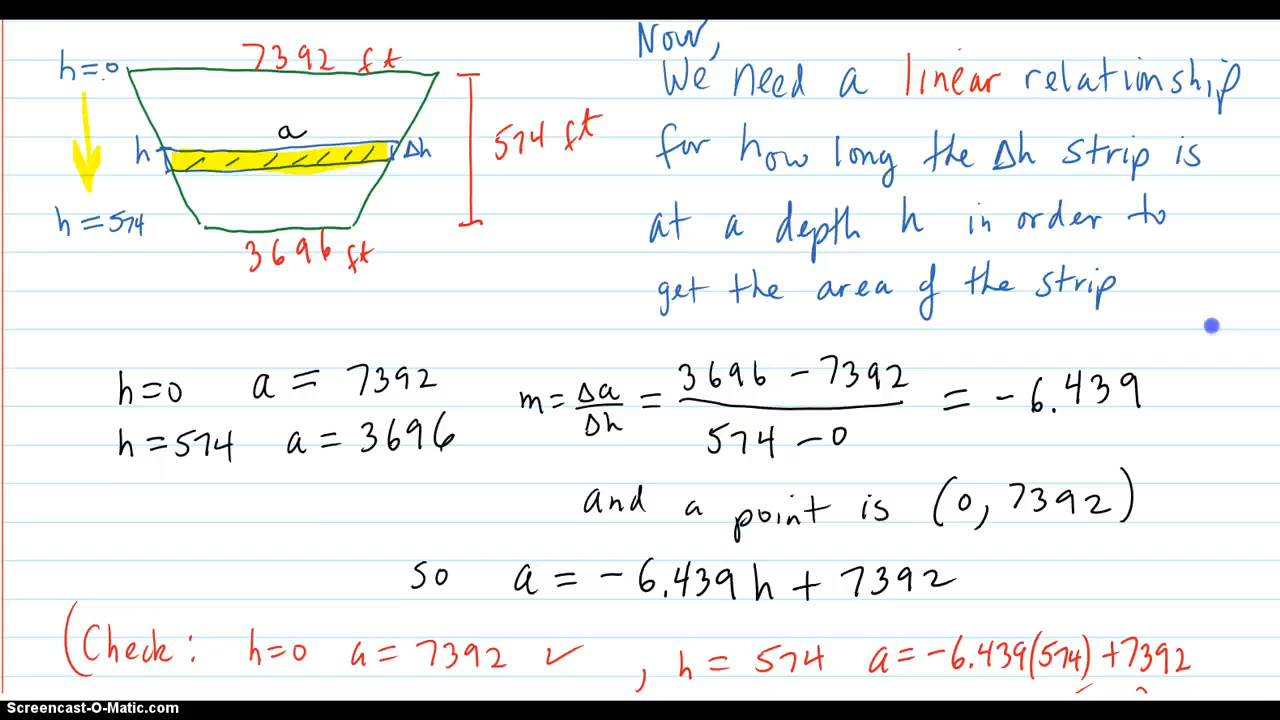 Now,
We need a linear relationship
for how long the Δh strip is
at a depth h in order to
get the area of the strip
h=0
7392 ft
a
h
Δh
574 ft
h=574
3696 ft
h=0 a = 7392
h=574 a = 3696
m = Δa/Δh = (3696 - 7392)/(574 - 0) = -6.439
and a point is (0, 7392)
so a = -6.439h + 7392
(Check: h=0 a= 7392 ✓, h = 574 a=-6.439(574)+7392
Screencast-O-Matic.com